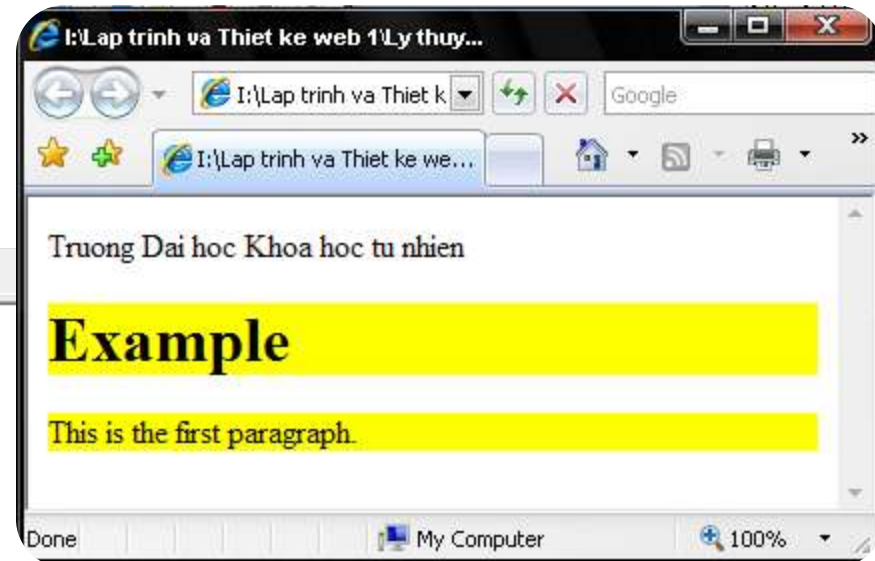 I:\Lap trinh va Thiet ke web 1\Ly thuy...
I:\Lap trinh va Thiet k
Google
I:\Lap trinh va Thiet ke we...
»
Truong Dai hoc Khoa hoc tu nhien
Example
This is the first paragraph.
Done
My Computer
100%